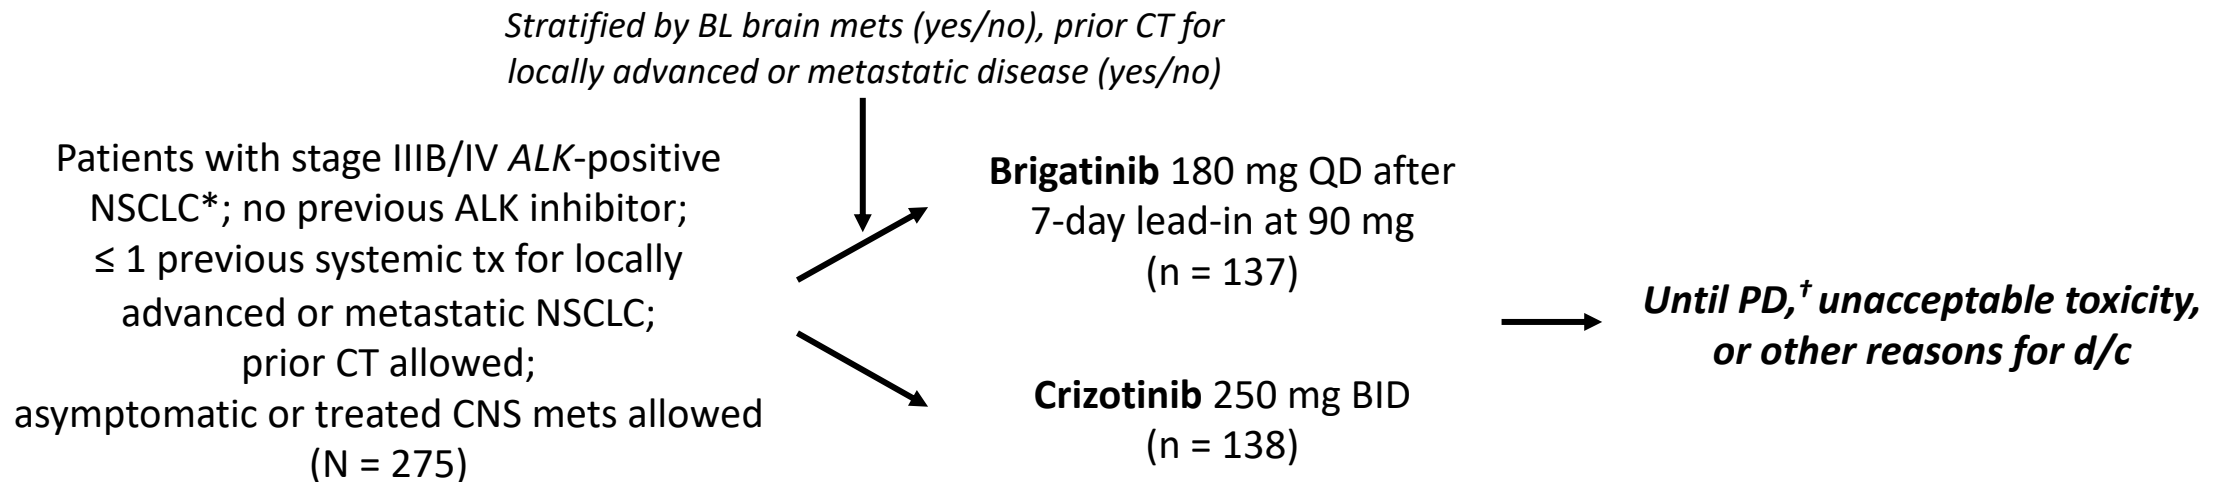 Stratified by BL brain mets (yes/no), prior CT for
locally advanced or metastatic disease (yes/no)
Patients with stage IIIB/IV ALK-positive
NSCLC*; no previous ALK inhibitor;
≤ 1 previous systemic tx for locally
advanced or metastatic NSCLC;
prior CT allowed;
asymptomatic or treated CNS mets allowed
(N = 275)
Brigatinib 180 mg QD after
7-day lead-in at 90 mg
(n = 137)
Crizotinib 250 mg BID
(n = 138)
Until PD,† unacceptable toxicity,
or other reasons for d/c